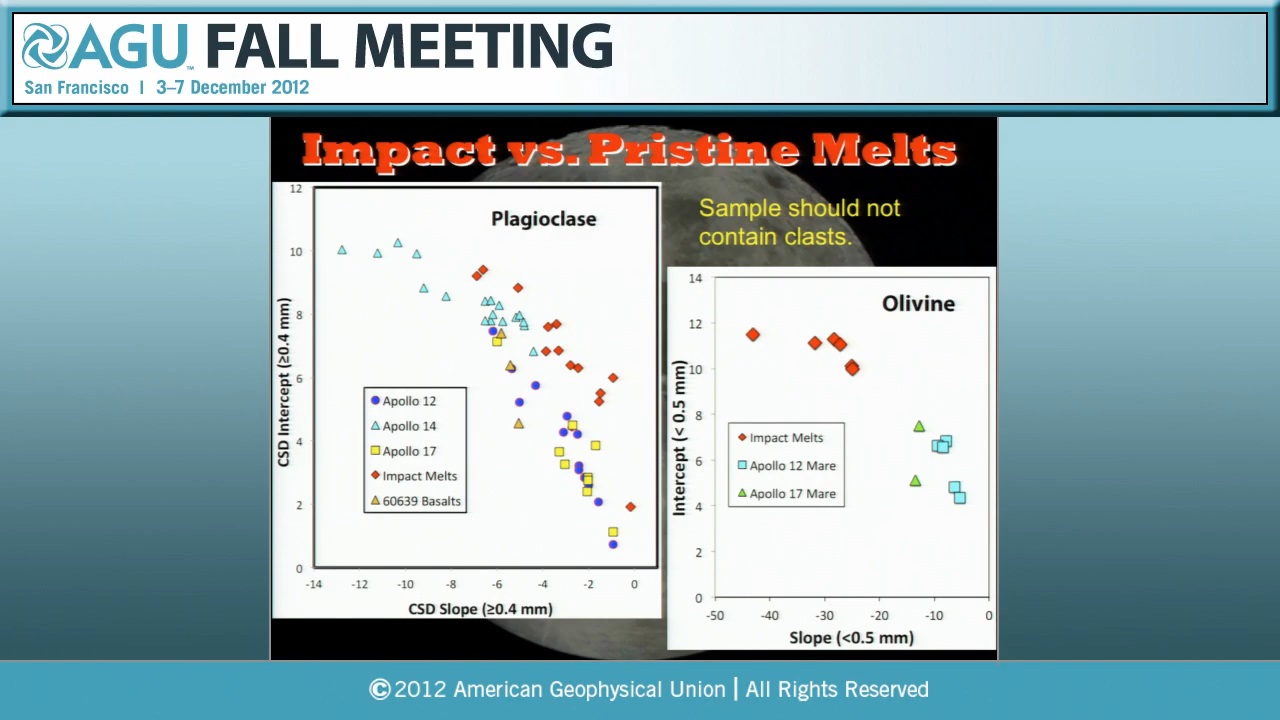 AGU™ FALL MEETING
San Francisco | 3–7 December 2012
Impact vs. Pristine Melts
Sample should not
contain clasts.
Plagioclase
CSD Intercept (≥0.4 mm)
12
10
8
6
4
2
0
Apollo 12
Apollo 14
Apollo 17
Impact Melts
60639 Basalts
-14 -12 -10 -8 -6 -4 -2 0
CSD Slope (≥0.4 mm)
Olivine
Intercept (< 0.5 mm)
14
12
10
8
6
4
2
0
Impact Melts
Apollo 12 Mare
Apollo 17 Mare
-50 -40 -30 -20 -10 0
Slope (<0.5 mm)
©2012 American Geophysical Union | All Rights Reserved